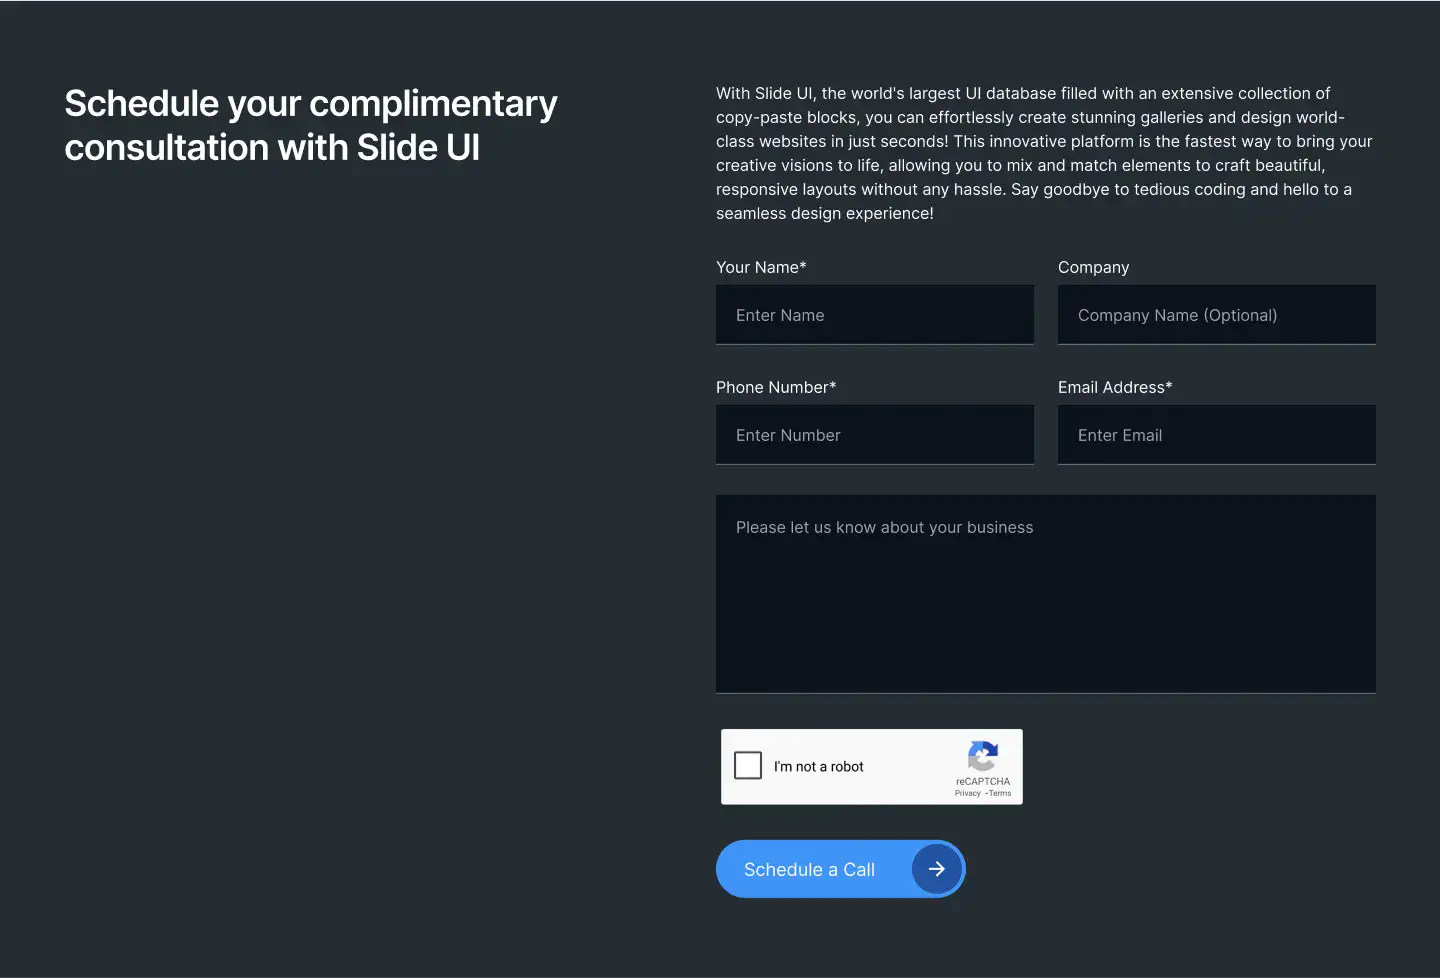 Schedule your complimentary
consultation with Slide UI
With Slide UI, the world's largest UI database filled with an extensive collection of
copy-paste blocks, you can effortlessly create stunning galleries and design world-
class websites in just seconds! This innovative platform is the fastest way to bring your
creative visions to life, allowing you to mix and match elements to craft beautiful,
responsive layouts without any hassle. Say goodbye to tedious coding and hello to a
seamless design experience!
Your Name*
Company
Enter Name
Company Name (Optional)
Phone Number*
Email Address*
Enter Number
Enter Email
Please let us know about your business
I'm not a robot
reCAPTCHA
Privacy -Terms
Schedule a Call